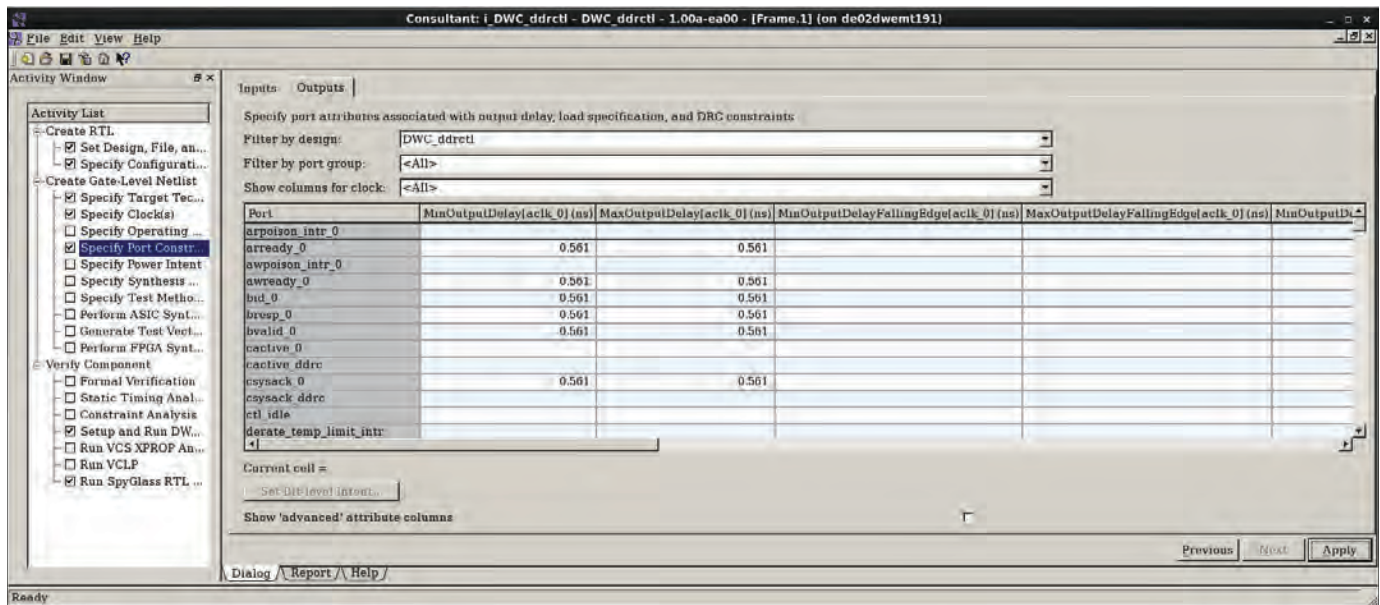 Consultant: i_DWC_ddrctl - DWC_ddrctl - 1.00a-ea00 - [Frame.1] (on de02dwemt191)
File Edit View Help
Activity Window
Activity List
Create RTL
Set Design, File, an...
Specify Configurati...
Create Gate-Level Netlist
Specify Target Tec...
Specify Clock(s)
Specify Operating ...
Specify Port Constr...
Specify Power Intent
Specify Synthesis ...
Specify Test Metho...
Perform ASIC Synt...
Generate Test Vect...
Perform FPGA Synt...
Verify Component
Formal Verification
Static Timing Anal...
Constraint Analysis
Setup and Run DW...
Run VCS XPROP An...
Run VCLP
Run SpyGlass RTL ...
Inputs Outputs
Specify port attributes associated with output delay, load specification, and DRC constraints
Filter by design: DWC_ddrctl
Filter by port group: <All>
Show columns for clock: <All>
Port MinOutputDelay[aclk_0] (ns) MaxOutputDelay[aclk_0] (ns) MinOutputDelayFallingEdge[aclk_0] (ns) MaxOutputDelayFallingEdge[aclk_0] (ns) MinOutputDe
arpoison_intr_0
arready_0 0.561 0.561
awpoison_intr_0
awready_0 0.561 0.561
bid_0 0.561 0.561
bresp_0 0.561 0.561
bvalid_0 0.561 0.561
cactive_0
cactive_ddrc
csysack_0 0.561 0.561
csysack_ddrc
ctl_idle
derate_temp_limit_intr
Current cell =
Set Bit-level Intent...
Show 'advanced' attribute columns
Previous Next Apply
Dialog Report Help
Ready